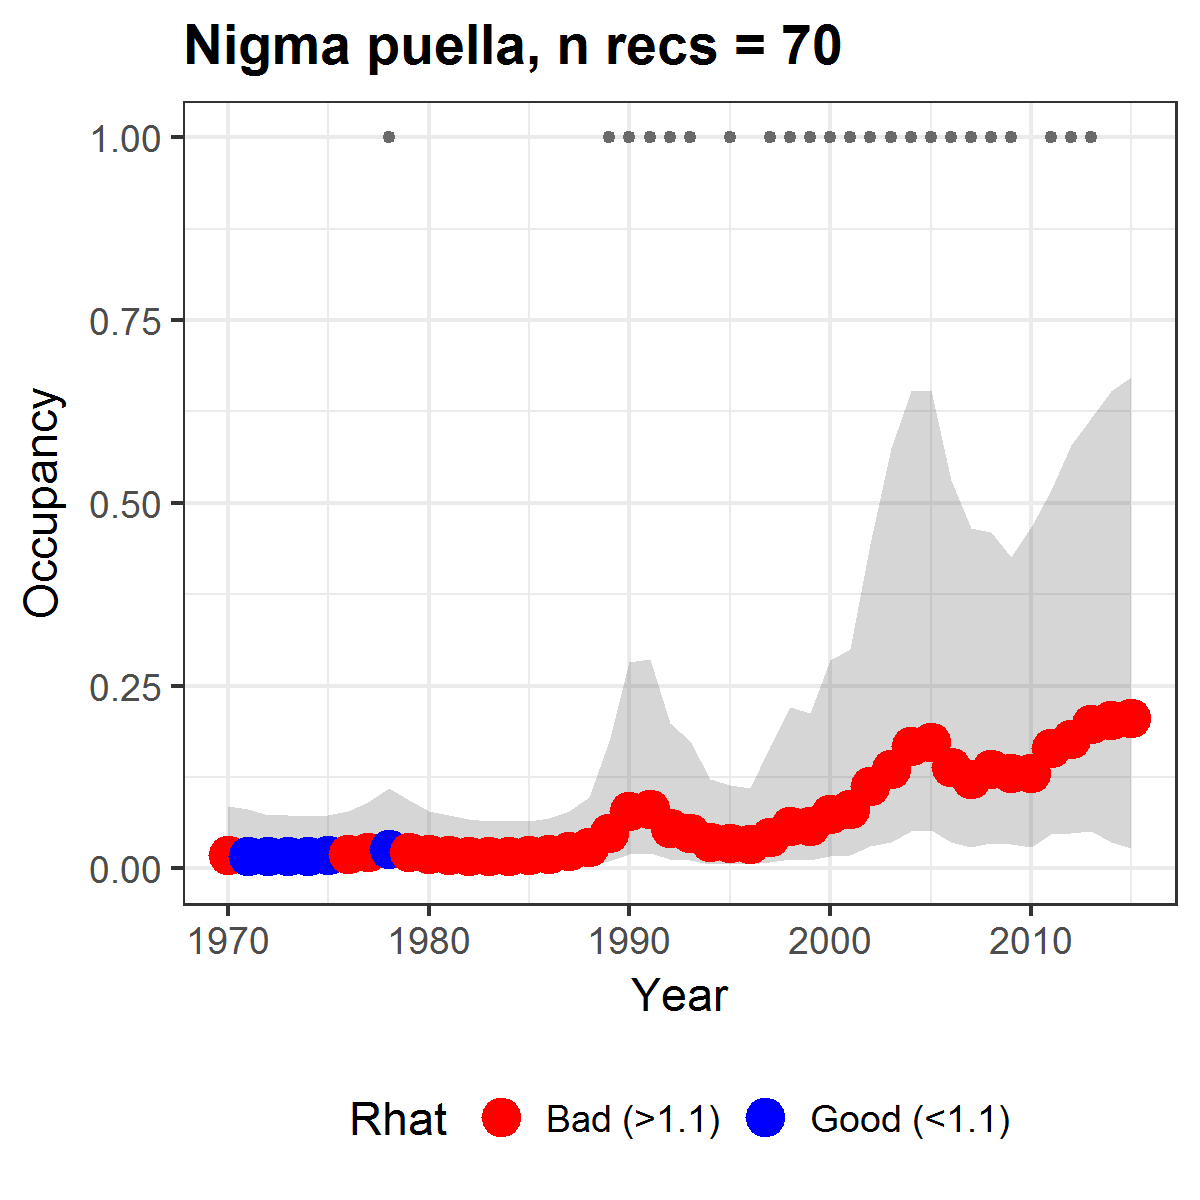 Nigma puella, n recs = 70
1.00
0.75
0.50
0.25
0.00
Occupancy
1970 1980 1990 2000 2010
Year
Rhat Bad (>1.1) Good (<1.1)